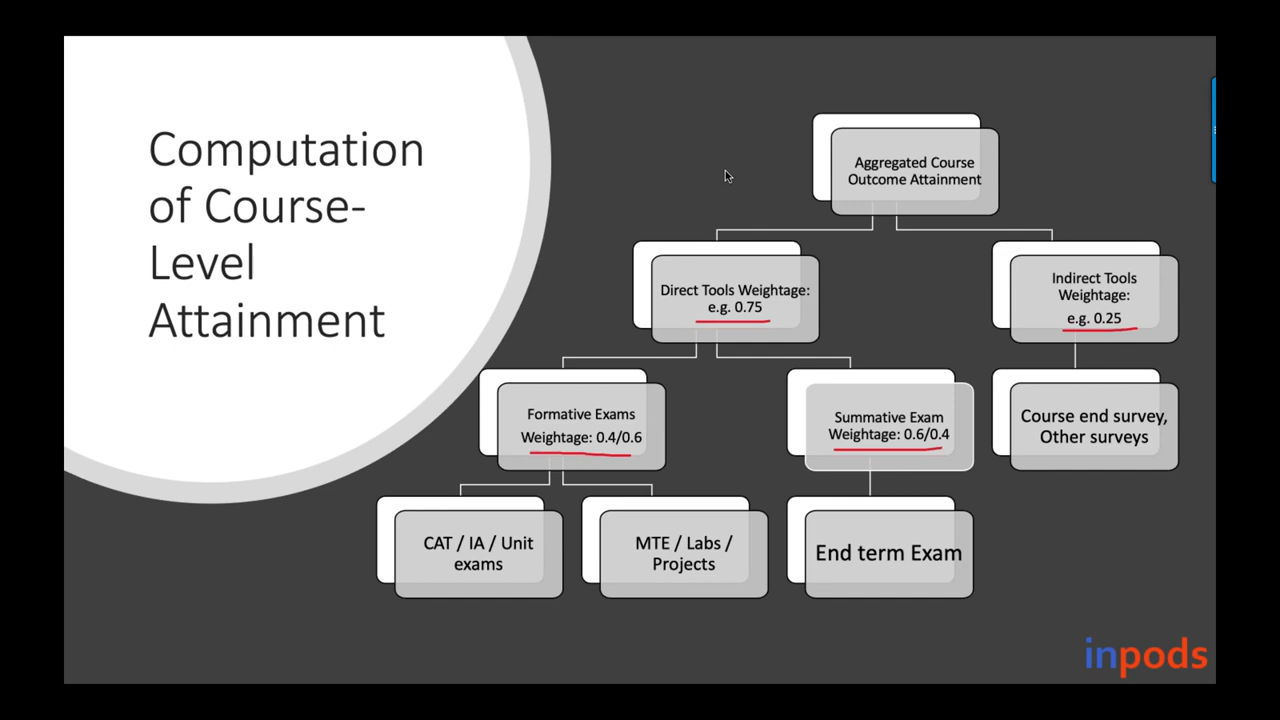 Computation
of Course-
Level
Attainment
Aggregated Course
Outcome Attainment
Direct Tools Weightage:
e.g. 0.75
Indirect Tools
Weightage:
e.g. 0.25
Formative Exams
Weightage: 0.4/0.6
Summative Exam
Weightage: 0.6/0.4
Course end survey,
Other surveys
CAT / IA / Unit
exams
MTE / Labs /
Projects
End term Exam
inpods